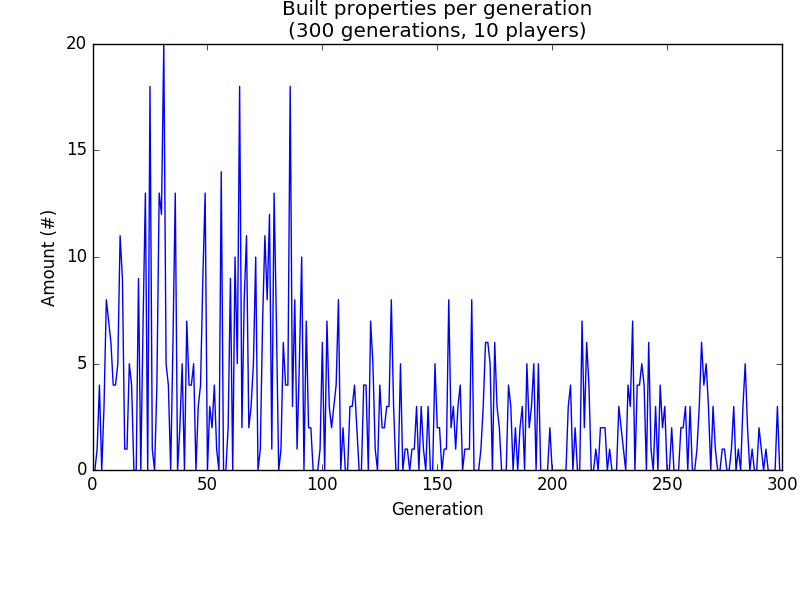 Built properties per generation
(300 generations, 10 players)
20
15
10
5
0
Amount (#)
0 50 100 150 200 250 300
Generation